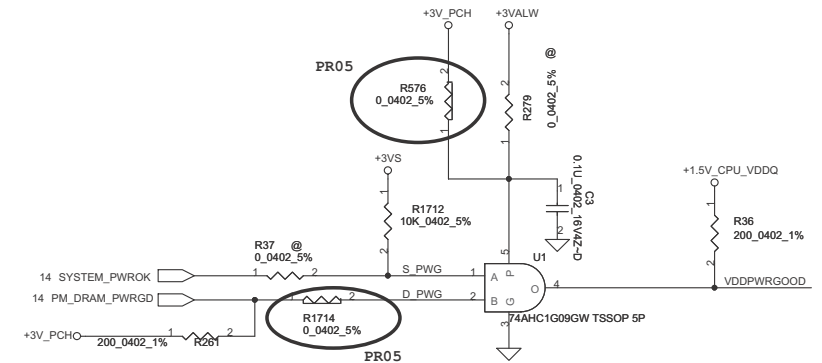 +3V_PCH
+3VALW
PR05
2
R576
0_0402_5%
1
2
R279
0_0402_5%
@
1
+3VS
1
R1712
10K_0402_5%
2
1
C3
0.1U_0402_16V4Z~D
2
+1.5V_CPU_VDDQ
1
R36
200_0402_1%
2
R37 @
0_0402_5%
U1
5
14 SYSTEM_PWROK 1 2 S_PWG 1 A P
O 4 VDDPWRGOOD
14 PM_DRAM_PWRGD 1 2 D_PWG 2 B G
R1714
0_0402_5%
3
74AHC1G09GW TSSOP 5P
+3V_PCH 1 2
200_0402_1% R261
PR05